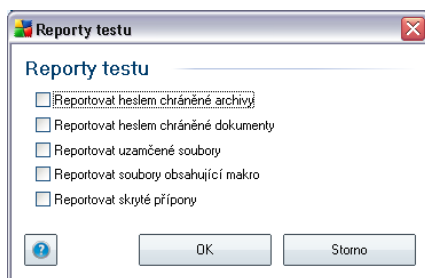 Reporty testu
Reporty testu
Reportovat heslem chráněné archivy
Reportovat heslem chráněné dokumenty
Reportovat uzamčené soubory
Reportovat soubory obsahující makro
Reportovat skryté přípony
?
OK
Storno